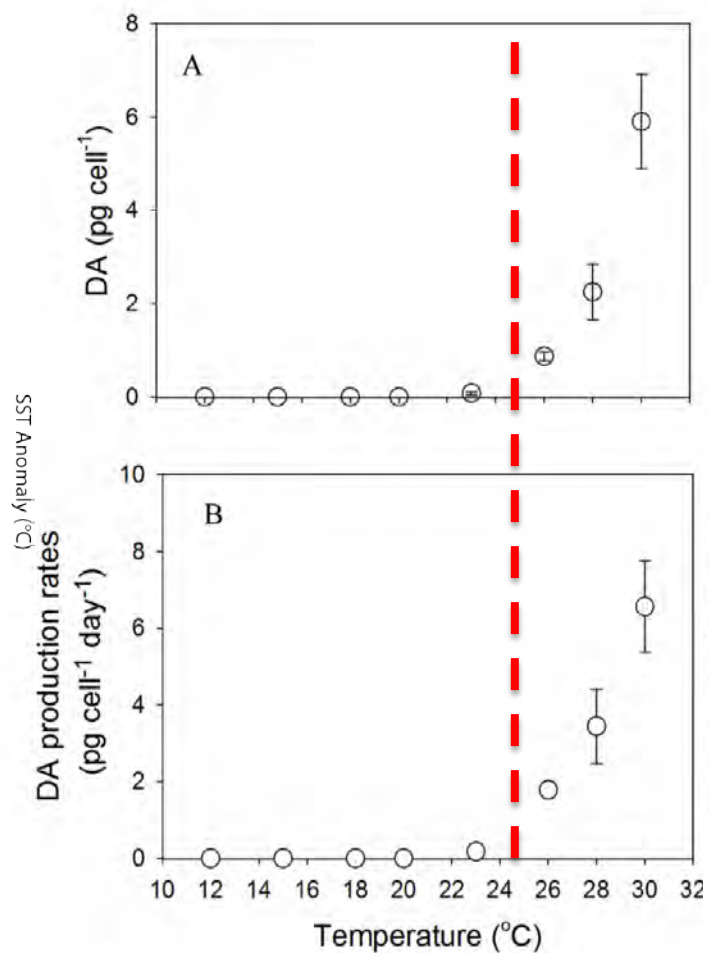 8
A
6
4
2
0
DA (pg cell⁻¹)
SST Anomaly (°C)
10
B
8
6
4
2
0
DA production rates
(pg cell⁻¹ day⁻¹)
10 12 14 16 18 20 22 24 26 28 30 32
Temperature (°C)